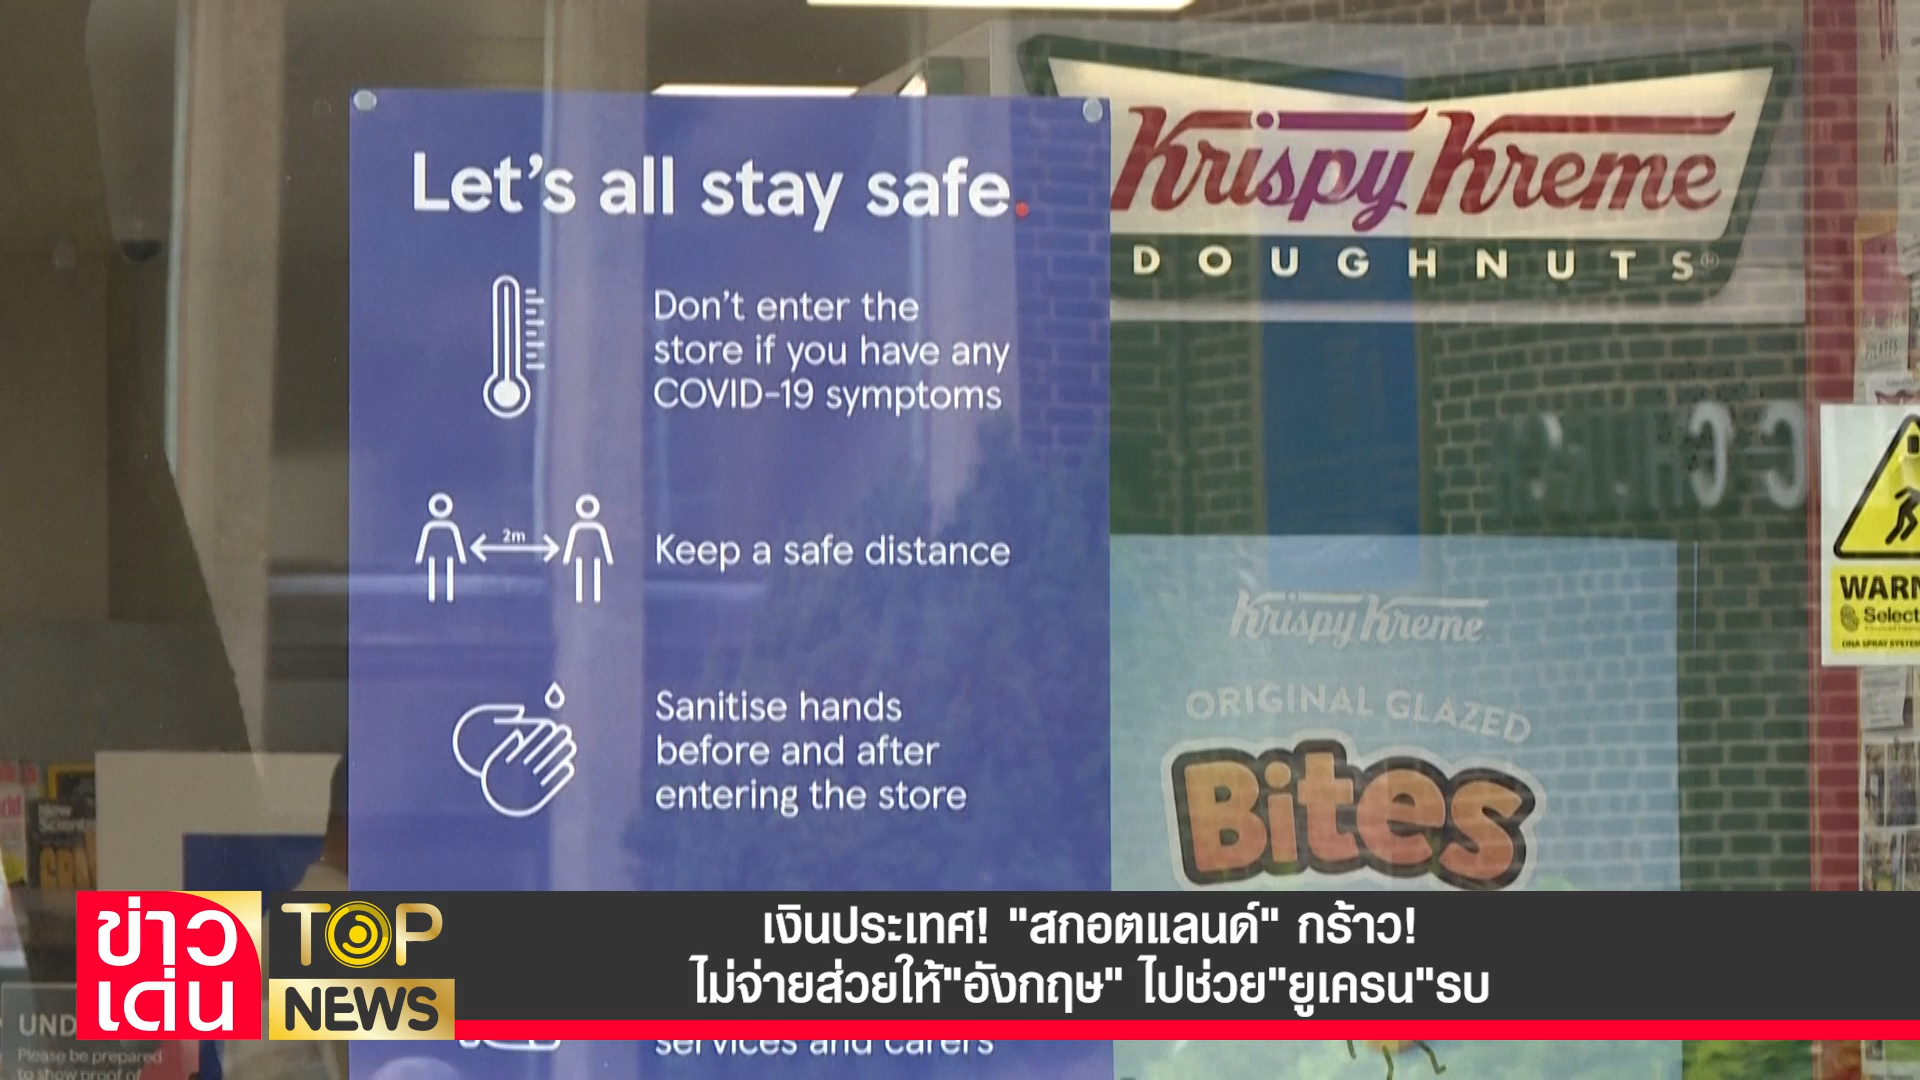 Let's all stay safe.
Don't enter the
store if you have any
COVID-19 symptoms
2m
Keep a safe distance
Sanitise hands
before and after
entering the store
services and carers
Krispy Kreme
DOUGHNUTS
Krispy Kreme
ORIGINAL GLAZED
Bites
WARN
Select
DNA SPRAY SYSTEM
UND
Please be prepared
to show proof of
ข่าว
เด่น
TOP
NEWS
เงินประเทศ! "สกอตแลนด์" กร้าว!
ไม่จ่ายส่วยให้"อังกฤษ" ไปช่วย"ยูเครน"รบ